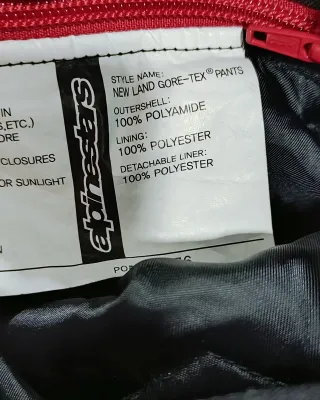 IN
S,ETC.)
ORE
CLOSURES
OR SUNLIGHT
alpinestars
STYLE NAME:
NEW LAND GORE-TEX® PANTS
OUTERSHELL:
100% POLYAMIDE
LINING:
100% POLYESTER
DETACHABLE LINER:
100% POLYESTER